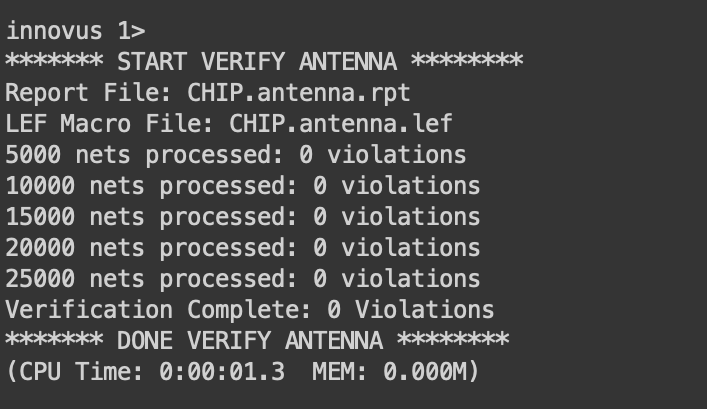 innovus 1>
******* START VERIFY ANTENNA ********
Report File: CHIP.antenna.rpt
LEF Macro File: CHIP.antenna.lef
5000 nets processed: 0 violations
10000 nets processed: 0 violations
15000 nets processed: 0 violations
20000 nets processed: 0 violations
25000 nets processed: 0 violations
Verification Complete: 0 Violations
******* DONE VERIFY ANTENNA ********
(CPU Time: 0:00:01.3  MEM: 0.000M)